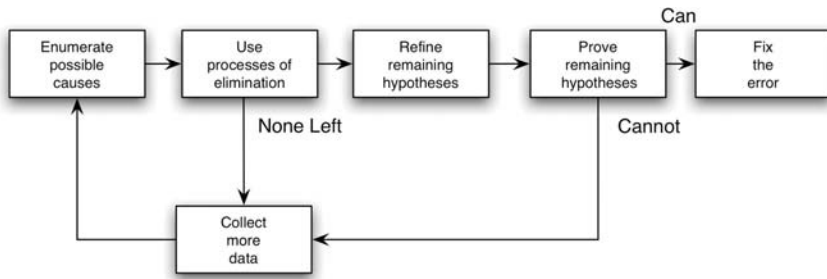 Can
Enumerate
possible
causes
Use
processes of
elimination
Refine
remaining
hypotheses
Prove
remaining
hypotheses
Fix
the
error
None Left
Cannot
Collect
more
data